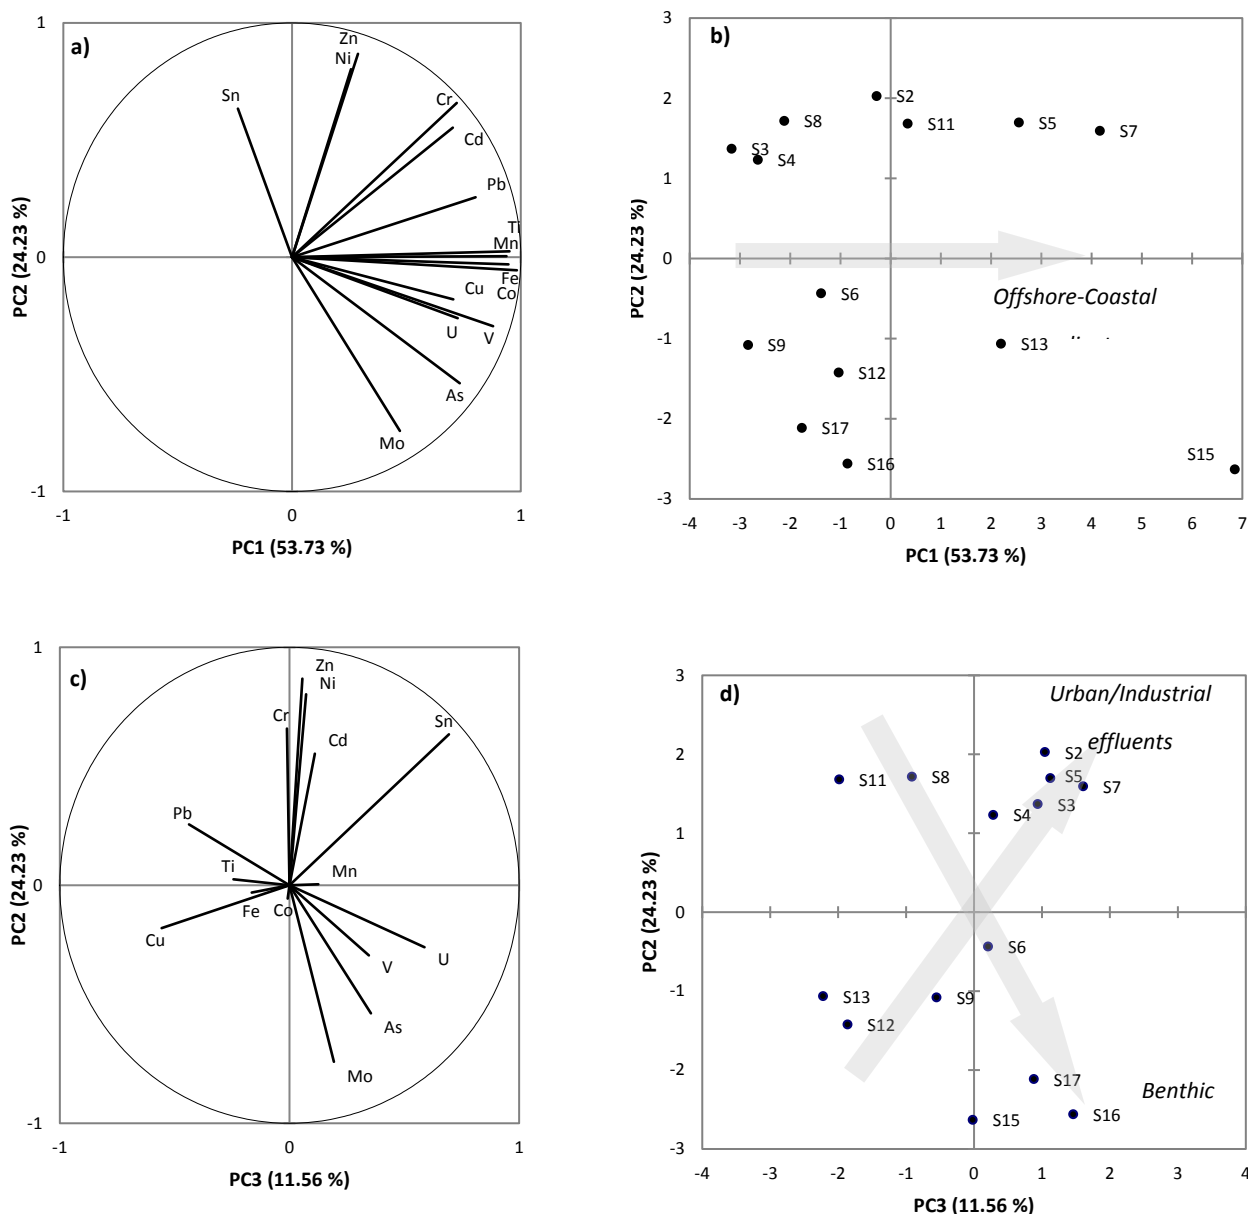 a)
1
0
-1
PC2 (24.23 %)
Zn
Ni
Sn
Cr
Cd
Pb
Ti
Mn
Fe
Co
Cu
U
V
As
Mo
-1
0
1
PC1 (53.73 %)
b)
3
2
1
0
-1
-2
-3
PC2 (24.23 %)
S2
S8
S11
S5
S7
S3
S4
S6
Offshore-Coastal
S9
S13
S12
S17
S16
S15
-4
-3
-2
-1
0
1
2
3
4
5
6
7
PC1 (53.73 %)
c)
1
0
-1
PC2 (24.23 %)
Zn
Ni
Cr
Sn
Cd
Pb
Ti
Mn
Fe
Co
Cu
V
U
As
Mo
-1
0
1
PC3 (11.56 %)
d)
3
2
1
0
-1
-2
-3
PC2 (24.23 %)
Urban/Industrial
effluents
S2
S11
S8
S5
S7
S3
S4
S6
S13
S9
S12
S17
Benthic
S15
S16
-4
-3
-2
-1
0
1
2
3
4
PC3 (11.56 %)